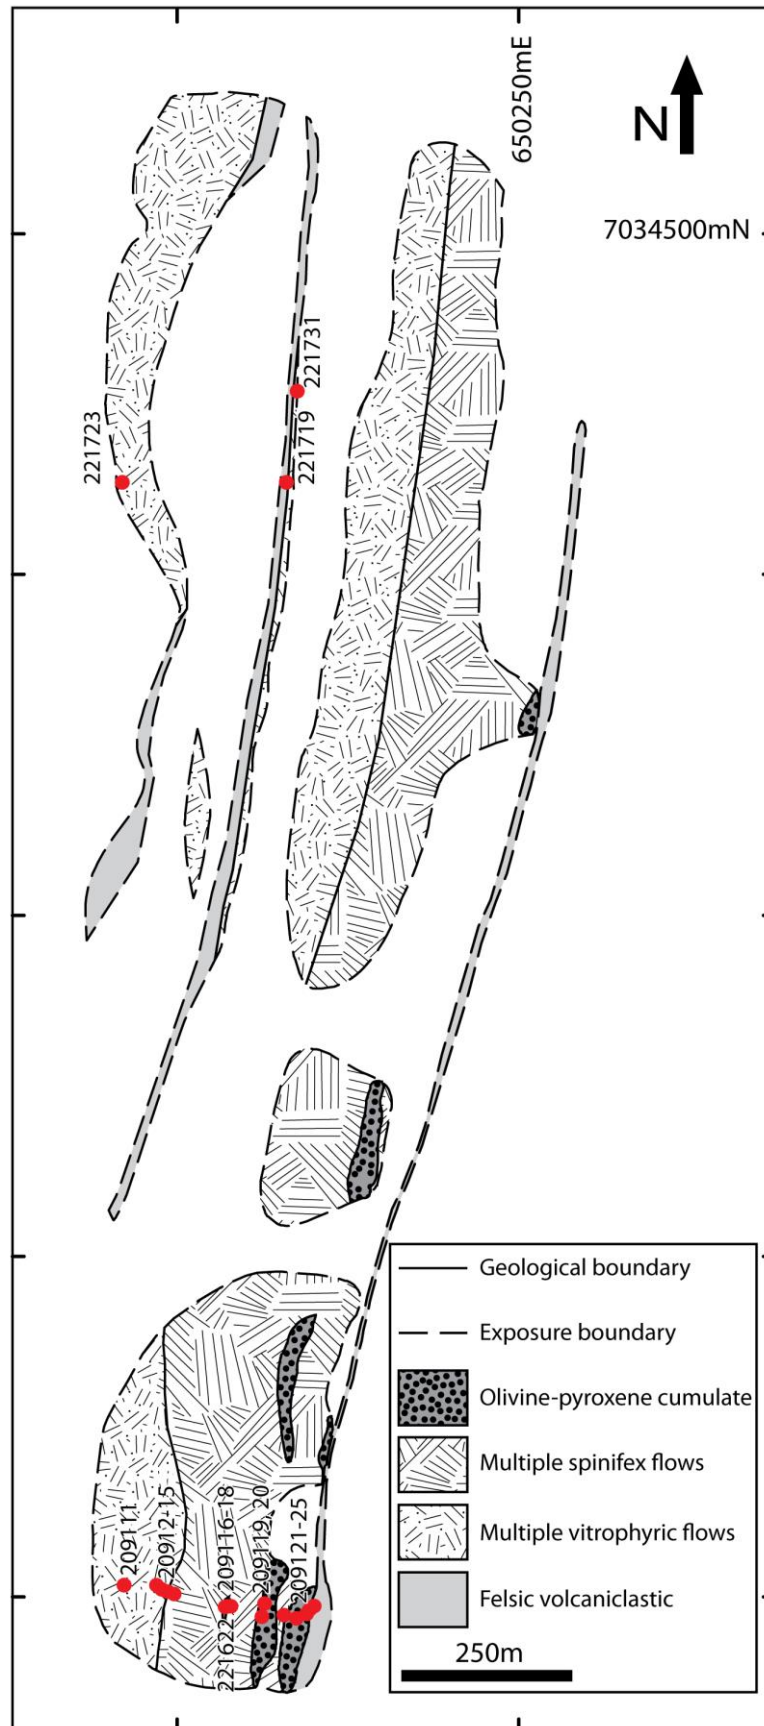 650250mE
N
7034500mN
221731
221723
221719
Geological boundary
Exposure boundary
Olivine-pyroxene cumulate
Multiple spinifex flows
Multiple vitrophyric flows
Felsic volcaniclastic
250m
209111
20912-15
209116-18
209119, 20
209121-25
221622